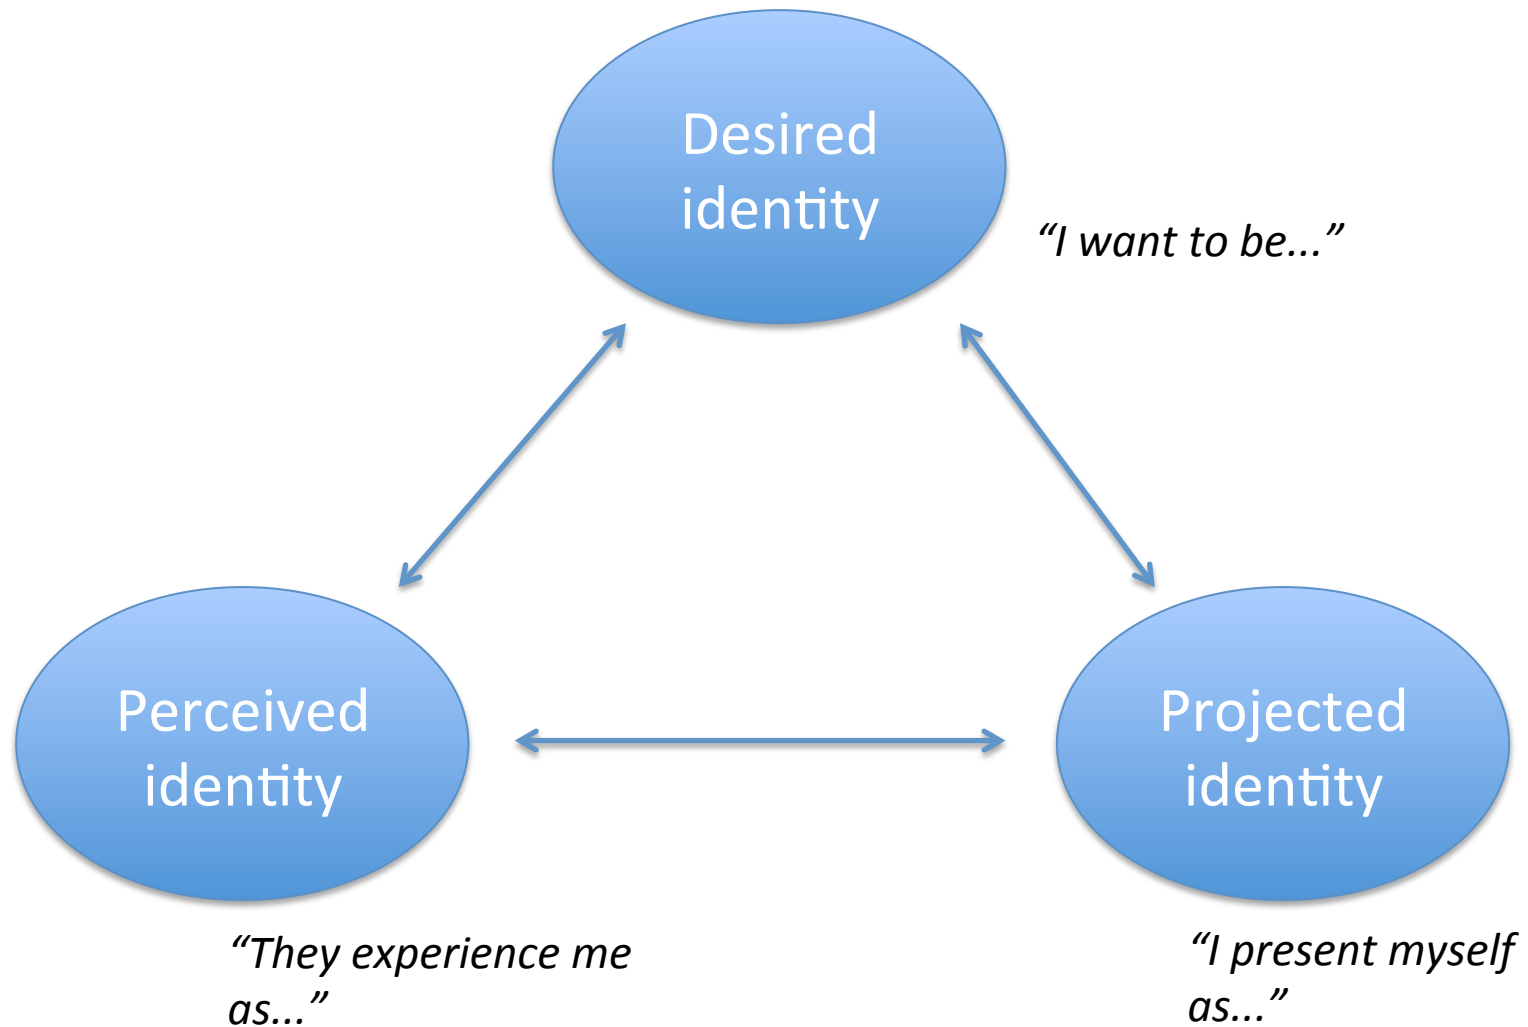 Desired
identity
“I want to be...”
Perceived
identity
Projected
identity
“They experience me
as...”
“I present myself
as...”